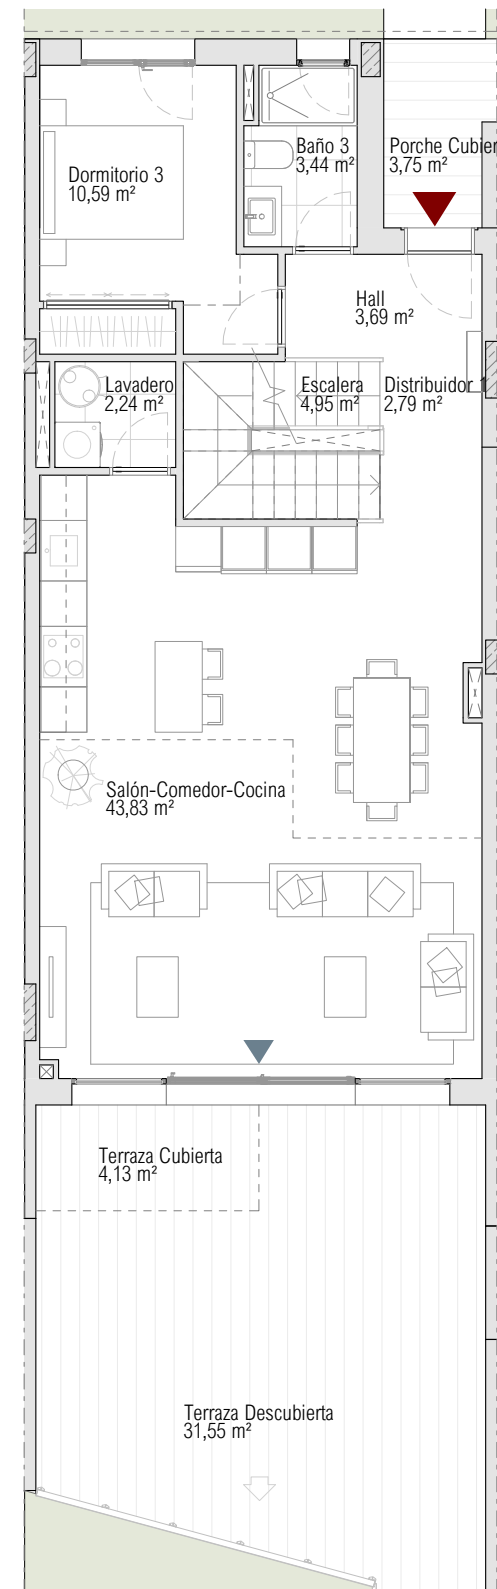 Dormitorio 3
10,59 m²
Baño 3
3,44 m²
Porche Cubier
3,75 m²
Hall
3,69 m²
Lavadero
2,24 m²
Escalera
4,95 m²
Distribuidor 1
2,79 m²
Salón-Comedor-Cocina
43,83 m²
Terraza Cubierta
4,13 m²
Terraza Descubierta
31,55 m²